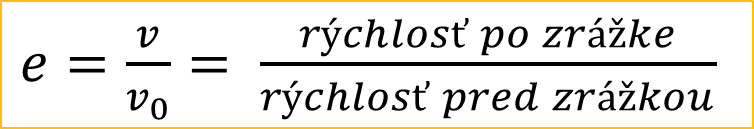 e = v/v₀ = rýchlosť po zrážke / rýchlosť pred zrážkou